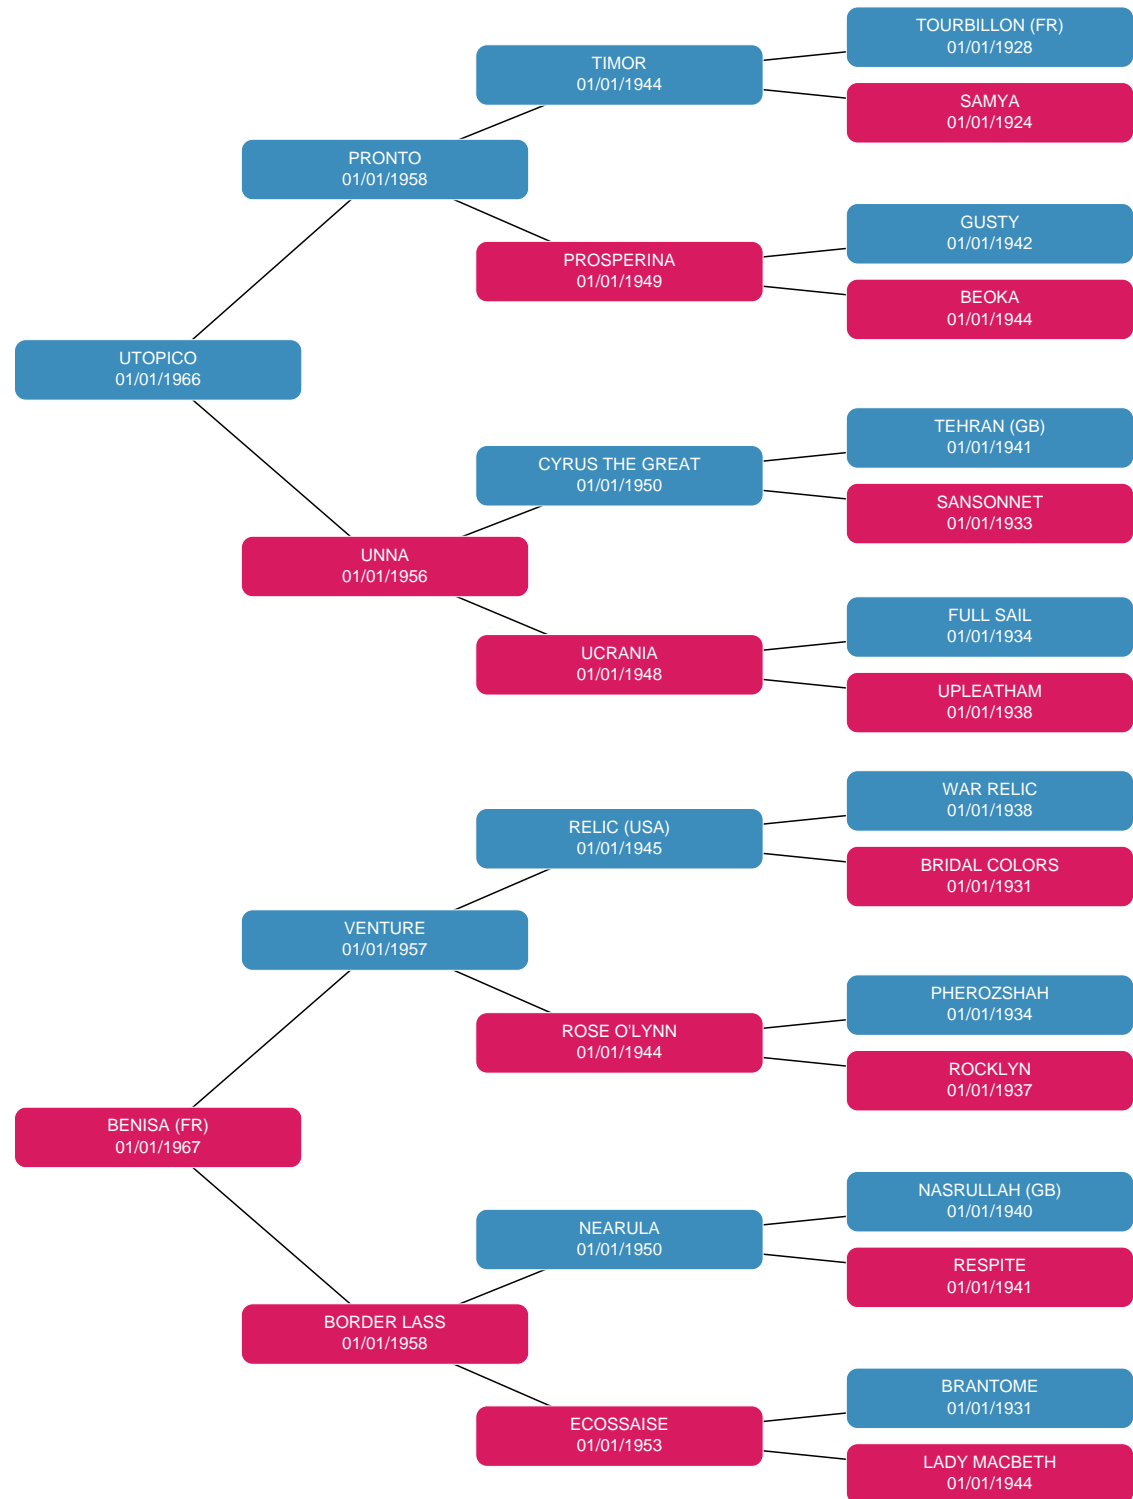 TOURBILLON (FR)
01/01/1928
TIMOR
01/01/1944
SAMYA
01/01/1924
PRONTO
01/01/1958
GUSTY
01/01/1942
PROSPERINA
01/01/1949
BEOKA
01/01/1944
UTOPICO
01/01/1966
TEHRAN (GB)
01/01/1941
CYRUS THE GREAT
01/01/1950
SANSONNET
01/01/1933
UNNA
01/01/1956
FULL SAIL
01/01/1934
UCRANIA
01/01/1948
UPLEATHAM
01/01/1938
WAR RELIC
01/01/1938
RELIC (USA)
01/01/1945
BRIDAL COLORS
01/01/1931
VENTURE
01/01/1957
PHEROZSHAH
01/01/1934
ROSE O'LYNN
01/01/1944
ROCKLYN
01/01/1937
BENISA (FR)
01/01/1967
NASRULLAH (GB)
01/01/1940
NEARULA
01/01/1950
RESPITE
01/01/1941
BORDER LASS
01/01/1958
BRANTOME
01/01/1931
ECOSSAISE
01/01/1953
LADY MACBETH
01/01/1944